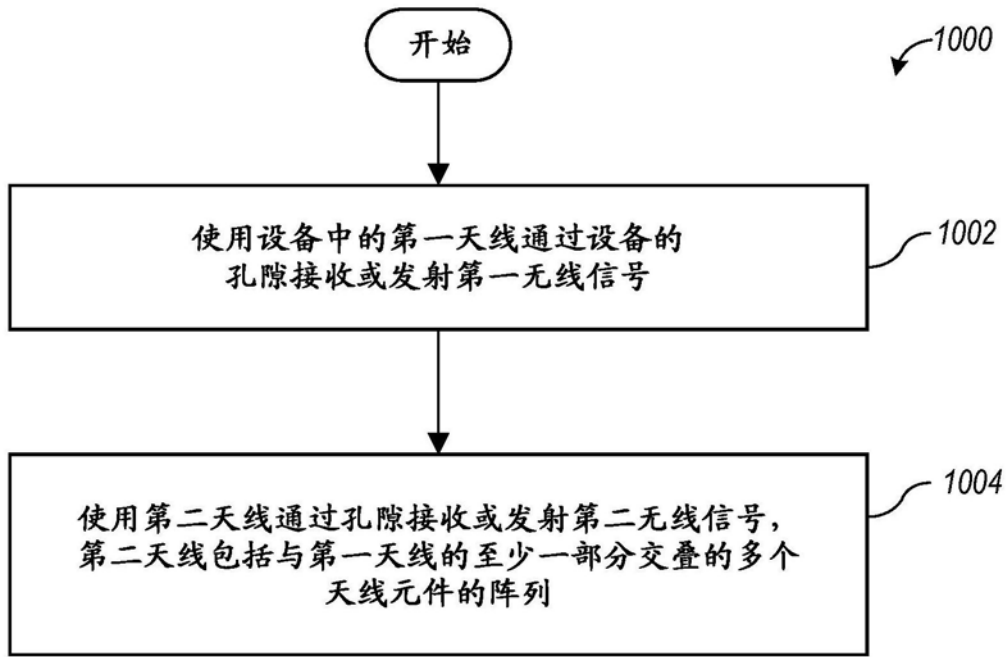 开始
1000
使用设备中的第一天线通过设备的
孔隙接收或发射第一无线信号
1002
使用第二天线通过孔隙接收或发射第二无线信号，
第二天线包括与第一天线的至少一部分交叠的多个
天线元件的阵列
1004